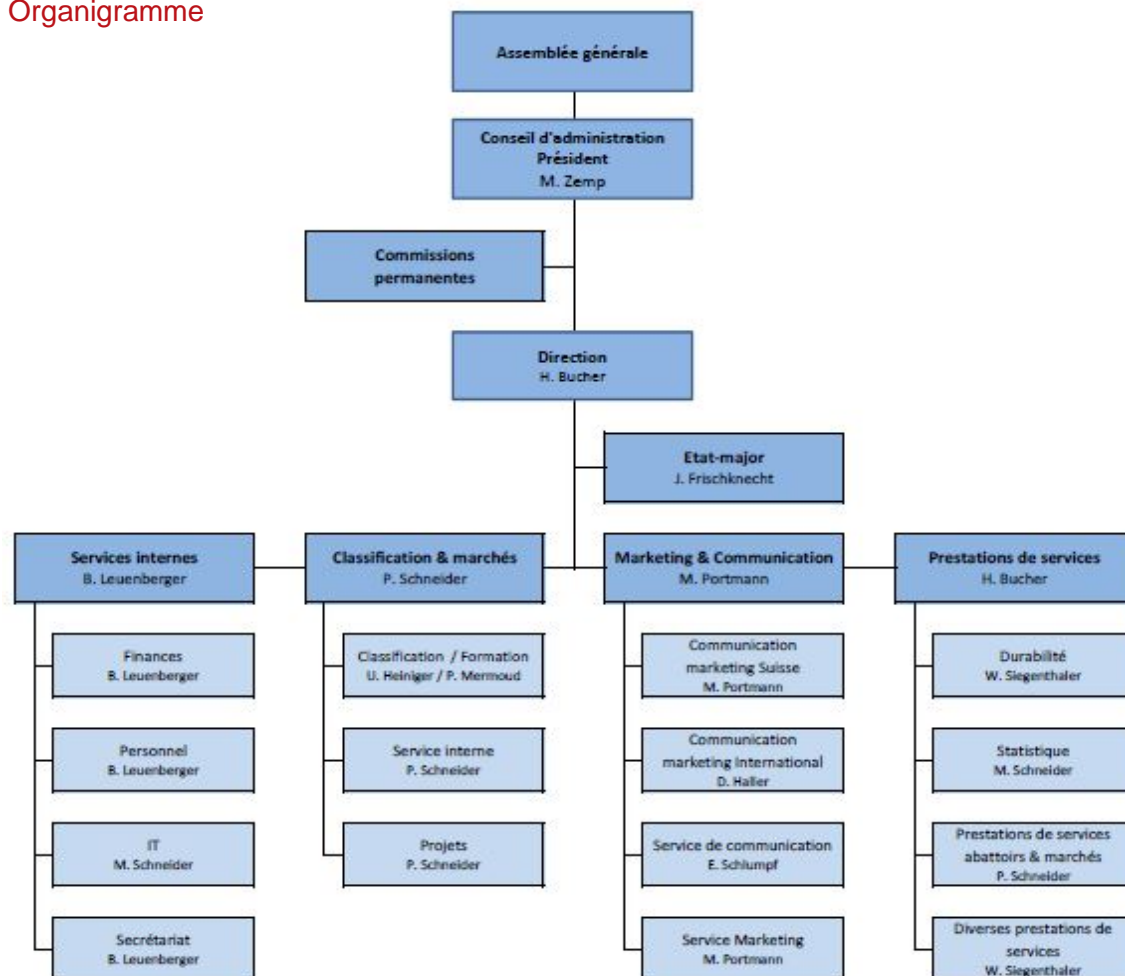 Organigramme
Assemblée générale
Conseil d'administration
Président
M. Zemp
Commissions
permanentes
Direction
H. Bucher
Etat-major
J. Frischknecht
Services internes
B. Leuenberger
Classification & marchés
P. Schneider
Marketing & Communication
M. Portmann
Prestations de services
H. Bucher
Finances
B. Leuenberger
Classification / Formation
U. Heiniger / P. Mermoud
Communication
marketing Suisse
M. Portmann
Durabilité
W. Siegenthaler
Personnel
B. Leuenberger
Service interne
P. Schneider
Communication
marketing International
D. Haller
Statistique
M. Schneider
IT
M. Schneider
Projets
P. Schneider
Service de communication
E. Schlumpf
Prestations de services
abattoirs & marchés
P. Schneider
Secrétariat
B. Leuenberger
Service Marketing
M. Portmann
Diverses prestations de
services
W. Siegenthaler